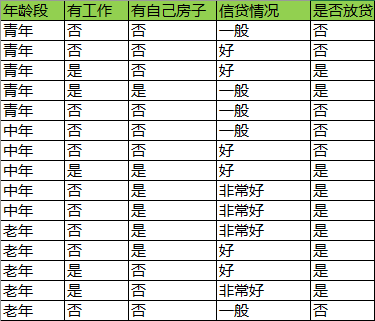 年龄段 有工作 有自己房子 信贷情况 是否放贷
青年 否 否 一般 否
青年 否 否 好 否
青年 是 否 好 是
青年 是 是 一般 是
青年 否 否 一般 否
中年 否 否 一般 否
中年 否 否 好 否
中年 是 是 好 是
中年 否 是 非常好 是
中年 否 是 非常好 是
老年 否 是 非常好 是
老年 否 是 好 是
老年 是 否 好 是
老年 是 否 非常好 是
老年 否 否 一般 否